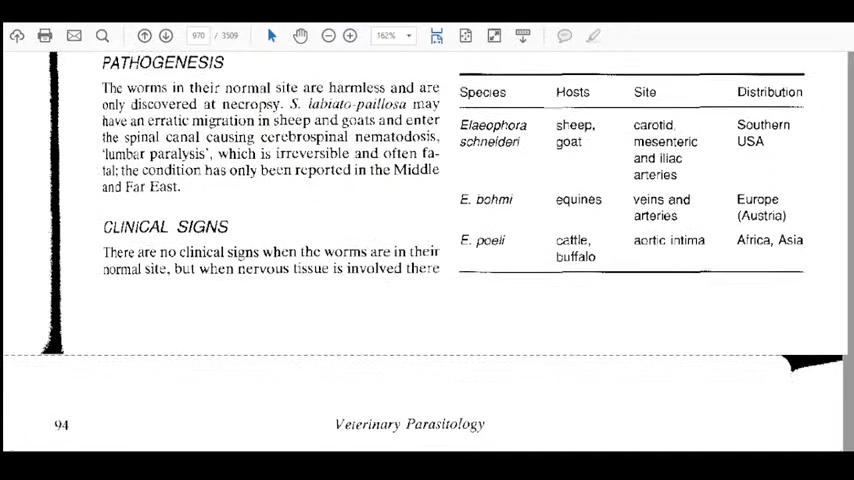 970 / 3509
162%
PATHOGENESIS
The worms in their normal site are harmless and are
only discovered at necropsy. S. labiato-paillosa may
have an erratic migration in sheep and goats and enter
the spinal canal causing cerebrospinal nematodosis,
'lumbar paralysis', which is irreversible and often fa-
tal; the condition has only been reported in the Middle
and Far East.
CLINICAL SIGNS
There are no clinical signs when the worms are in their
normal site, but when nervous tissue is involved there
Species Hosts Site Distribution
Elaeophora sheep, carotid, Southern
schneideri goat mesenteric USA
and iliac
arteries
E. bohmi equines veins and Europe
arteries (Austria)
E. poeli cattle, aortic intima Africa, Asia
buffalo
94 Veterinary Parasitology